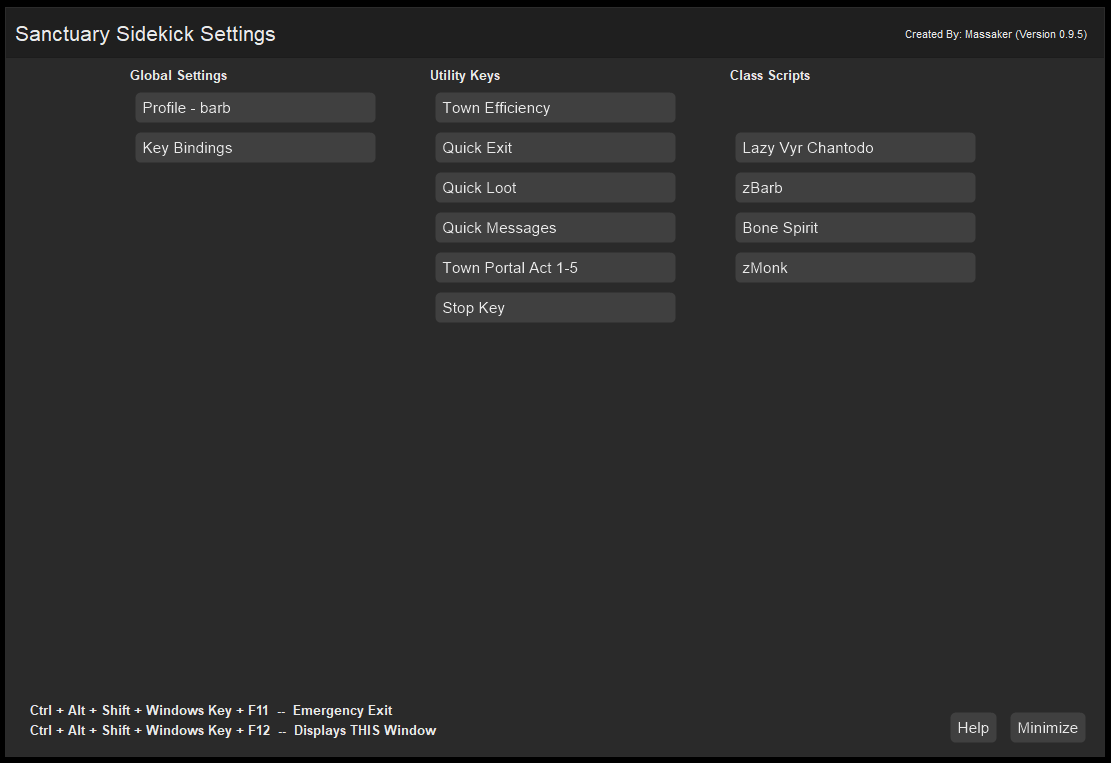 Sanctuary Sidekick Settings
Created By: Massaker (Version 0.9.5)
Global Settings
Profile - barb
Key Bindings
Utility Keys
Town Efficiency
Quick Exit
Quick Loot
Quick Messages
Town Portal Act 1-5
Stop Key
Class Scripts
Lazy Vyr Chantodo
zBarb
Bone Spirit
zMonk
Ctrl + Alt + Shift + Windows Key + F11 -- Emergency Exit
Ctrl + Alt + Shift + Windows Key + F12 -- Displays THIS Window
Help
Minimize